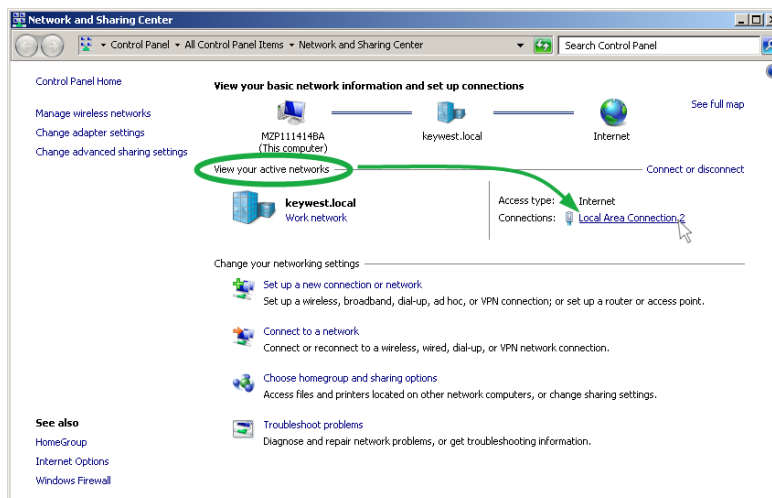 Network and Sharing Center
Control Panel All Control Panel Items Network and Sharing Center
Search Control Panel
Control Panel Home
Manage wireless networks
Change adapter settings
Change advanced sharing settings
View your basic network information and set up connections
See full map
MZP111414BA
(This computer)
keywest.local
Internet
View your active networks
Connect or disconnect
keywest.local
Work network
Access type: Internet
Connections: Local Area Connection 2
Change your networking settings
Set up a new connection or network
Set up a wireless, broadband, dial-up, ad hoc, or VPN connection; or set up a router or access point.
Connect to a network
Connect or reconnect to a wireless, wired, dial-up, or VPN network connection.
Choose homegroup and sharing options
Access files and printers located on other network computers, or change sharing settings.
Troubleshoot problems
Diagnose and repair network problems, or get troubleshooting information.
See also
HomeGroup
Internet Options
Windows Firewall